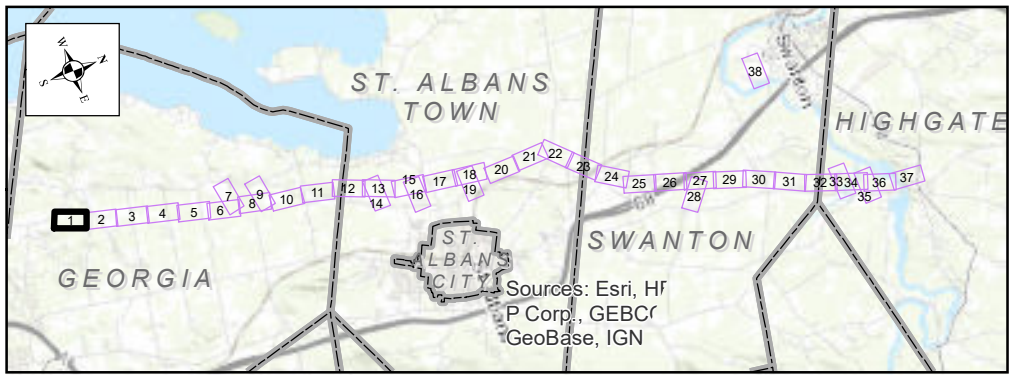 W
N
S
E
ST. ALBANS
TOWN
HIGHGATE
SWANTON
GEORGIA
ST.
ALBANS
CITY
Swanton
1
2
3
4
5
6
7
8
9
10
11
12
13
14
15
16
17
18
19
20
21
22
23
24
25
26
27
28
29
30
31
32
33
34
35
36
37
38
Sources: Esri, HE
P Corp., GEBCO
GeoBase, IGN